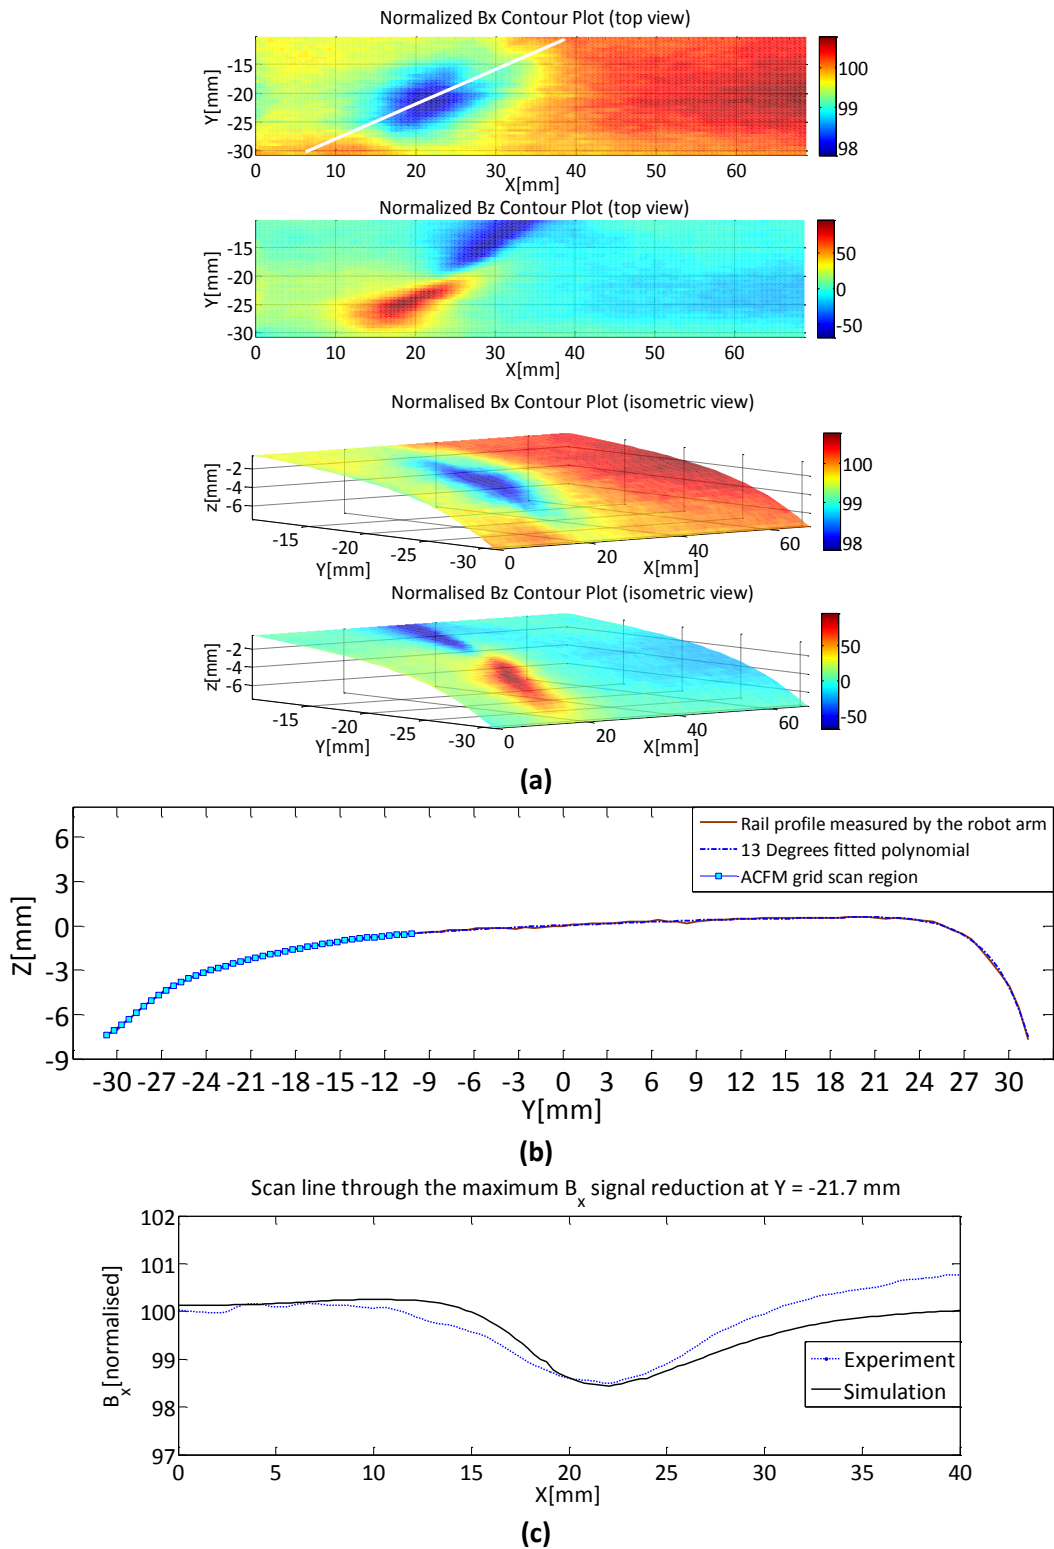 Normalized Bx Contour Plot (top view)
-15
-20
-25
-30
Y[mm]
0 10 20 30 40 50 60
X[mm]
100
99
98
Normalized Bz Contour Plot (top view)
-15
-20
-25
-30
Y[mm]
0 10 20 30 40 50 60
X[mm]
50
0
-50
Normalised Bx Contour Plot (isometric view)
-2
-4
-6
z[mm]
-15 -20 -25 -30
Y[mm]
0 20 40 60
X[mm]
100
99
98
Normalised Bz Contour Plot (isometric view)
-2
-4
-6
z[mm]
-15 -20 -25 -30
Y[mm]
0 20 40 60
X[mm]
50
0
-50
(a)
6
3
0
-3
-6
-9
Z[mm]
Rail profile measured by the robot arm
13 Degrees fitted polynomial
ACFM grid scan region
-30 -27 -24 -21 -18 -15 -12 -9 -6 -3 0 3 6 9 12 15 18 21 24 27 30
Y[mm]
(b)
Scan line through the maximum Bx signal reduction at Y = -21.7 mm
102
101
100
99
98
97
Bx[normalised]
Experiment
Simulation
0 5 10 15 20 25 30 35 40
X[mm]
(c)